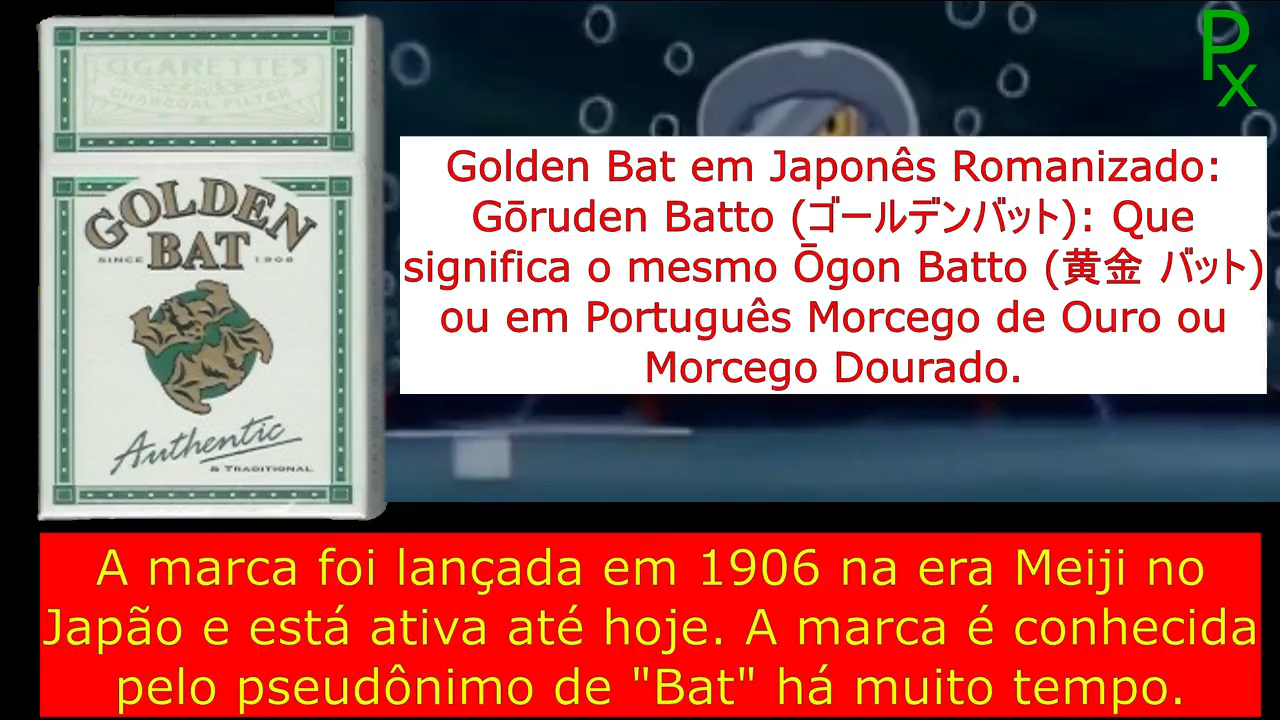 CIGARETTES
CHARCOAL FILTER
GOLDEN
BAT
SINCE 1906
Authentic
& TRADITIONAL
Px
Golden Bat em Japonês Romanizado:
Gōruden Batto (ゴールデンバット): Que
significa o mesmo Ōgon Batto (黄金 バット)
ou em Português Morcego de Ouro ou
Morcego Dourado.
A marca foi lançada em 1906 na era Meiji no
Japão e está ativa até hoje. A marca é conhecida
pelo pseudônimo de "Bat" há muito tempo.